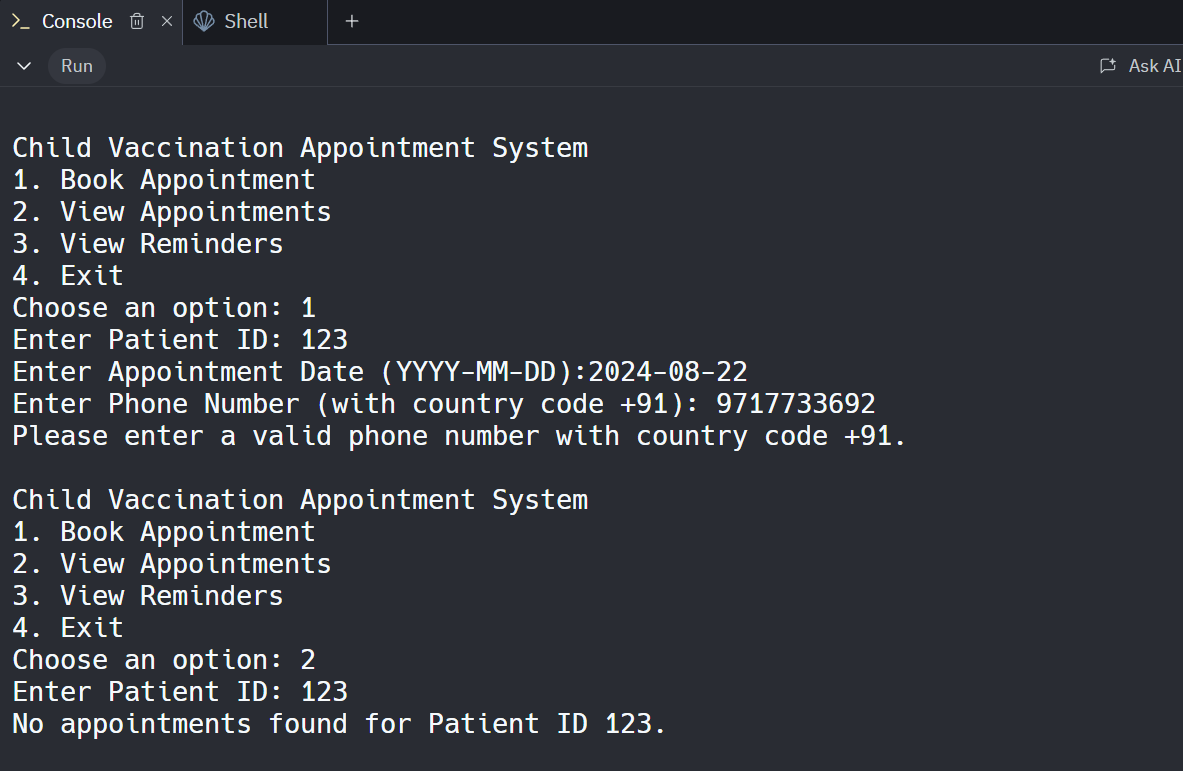 Console
Shell
Run
Ask AI
Child Vaccination Appointment System
1. Book Appointment
2. View Appointments
3. View Reminders
4. Exit
Choose an option: 1
Enter Patient ID: 123
Enter Appointment Date (YYYY-MM-DD):2024-08-22
Enter Phone Number (with country code +91): 9717733692
Please enter a valid phone number with country code +91.
Child Vaccination Appointment System
1. Book Appointment
2. View Appointments
3. View Reminders
4. Exit
Choose an option: 2
Enter Patient ID: 123
No appointments found for Patient ID 123.